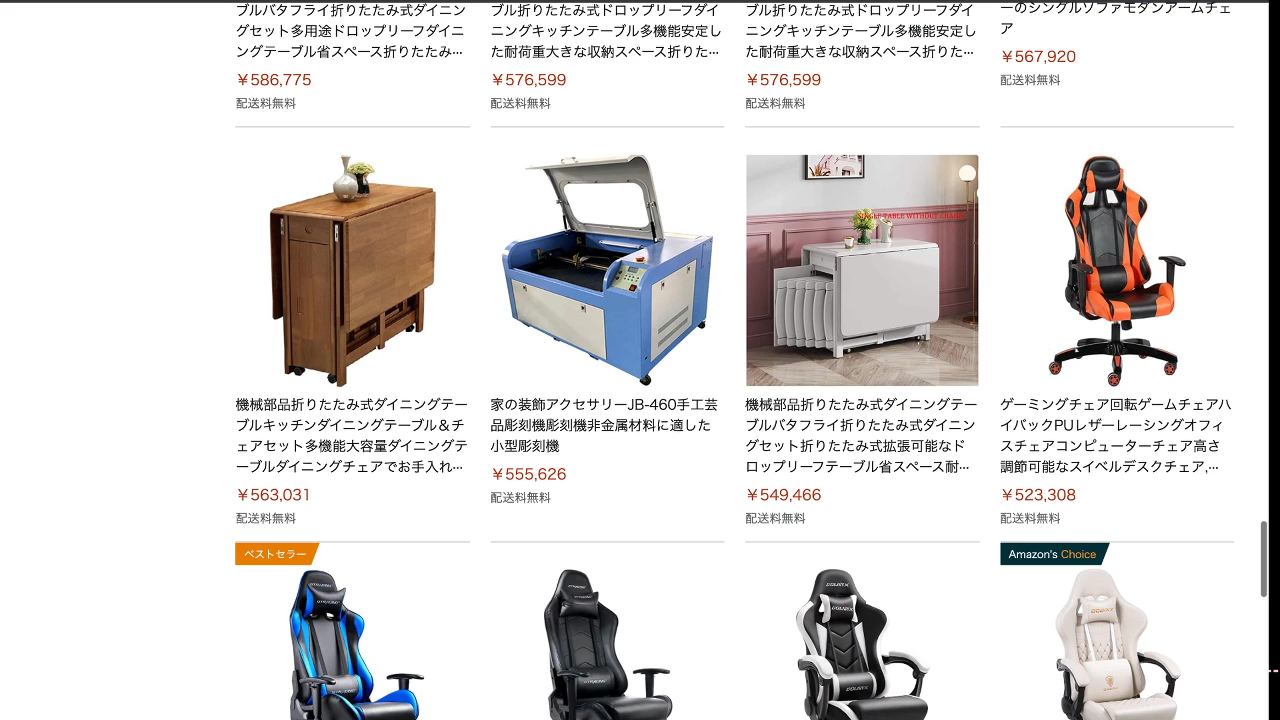 ブルバタフライ折りたたみ式ダイニン
グセット多用途ドロップリーフダイニ
ングテーブル省スペース折りたたみ…
￥586,775
配送料無料
ブル折りたたみ式ドロップリーフダイ
ニングキッチンテーブル多機能安定し
た耐荷重大きな収納スペース折りた…
￥576,599
配送料無料
ブル折りたたみ式ドロップリーフダイ
ニングキッチンテーブル多機能安定し
た耐荷重大きな収納スペース折りた…
￥576,599
配送料無料
ーのシングルソファモダンアームチェ
ア
￥567,920
配送料無料
機械部品折りたたみ式ダイニングテー
ブルキッチンダイニングテーブル＆チ
ェアセット多機能大容量ダイニングテ
ーブルダイニングチェアでお手入れ…
￥563,031
配送料無料
家の装飾アクセサリーJB-460手工芸
品彫刻機彫刻機非金属材料に適した
小型彫刻機
￥555,626
配送料無料
SINGLE TABLE WITHOUT CHAIR
機械部品折りたたみ式ダイニングテー
ブルバタフライ折りたたみ式ダイニン
グセット折りたたみ式拡張可能なド
ロップリーフテーブル省スペース耐…
￥549,466
配送料無料
ゲーミングチェア回転ゲームチェアハ
イバックPUレザーレーシングオフィ
スチェアコンピューターチェア高さ
調節可能なスイベルデスクチェア,…
￥523,308
配送料無料
ベストセラー
GTRACING
GTRACING
GTRACING
GTRACING
GTRACING
GTRACING
DOWINX
DOWINX
DOWINX
Amazon's Choice
DOWINX
DOWINX